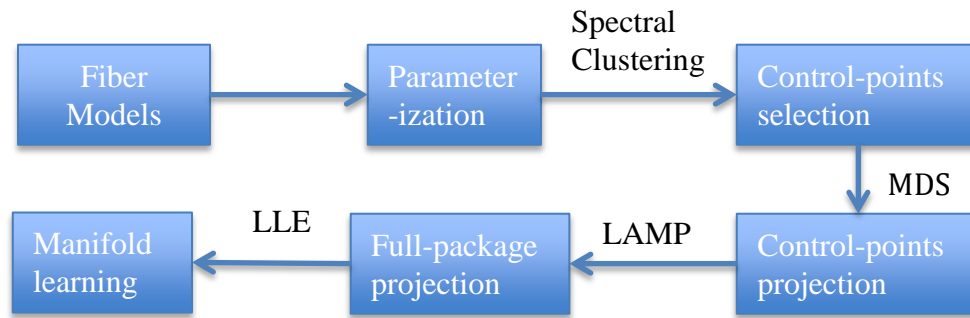 Fiber
Models
Parameter
-ization
Spectral
Clustering
Control-points
selection
MDS
Control-points
projection
LAMP
Full-package
projection
LLE
Manifold
learning